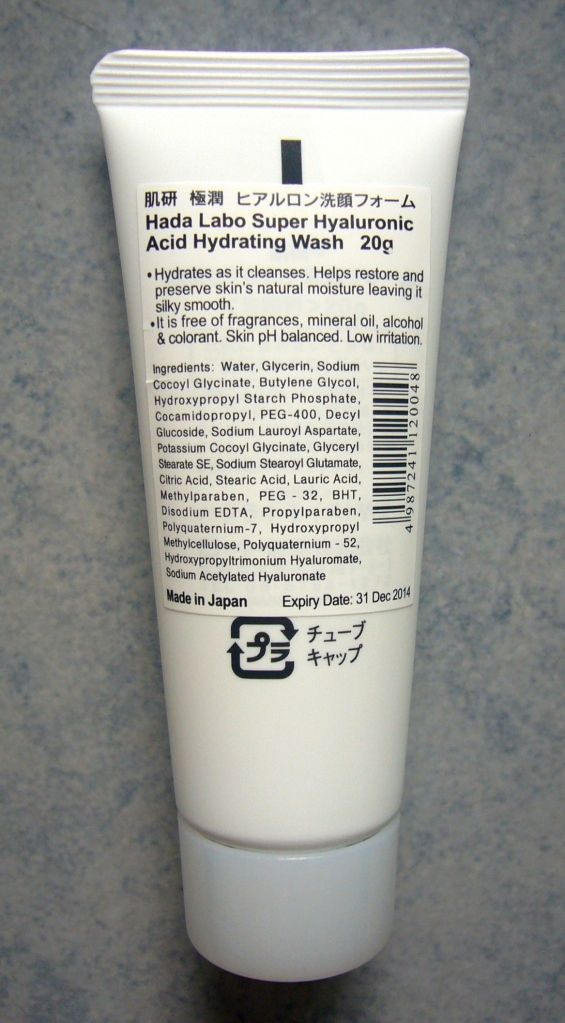 肌研 極潤 ヒアルロン洗顔フォーム
Hada Labo Super Hyaluronic
Acid Hydrating Wash 20g
• Hydrates as it cleanses. Helps restore and
preserve skin's natural moisture leaving it
silky smooth.
• It is free of fragrances, mineral oil, alcohol
& colorant. Skin pH balanced. Low irritation.
Ingredients: Water, Glycerin, Sodium
Cocoyl Glycinate, Butylene Glycol,
Hydroxypropyl Starch Phosphate,
Cocamidopropyl, PEG-400, Decyl
Glucoside, Sodium Lauroyl Aspartate,
Potassium Cocoyl Glycinate, Glyceryl
Stearate SE, Sodium Stearoyl Glutamate,
Citric Acid, Stearic Acid, Lauric Acid,
Methylparaben, PEG - 32, BHT,
Disodium EDTA, Propylparaben,
Polyquaternium-7, Hydroxypropyl
Methylcellulose, Polyquaternium - 52,
Hydroxypropyltrimonium Hyaluromate,
Sodium Acetylated Hyaluronate
4 987241 120048
Made in Japan Expiry Date: 31 Dec 2014
プラ
チューブ
キャップ